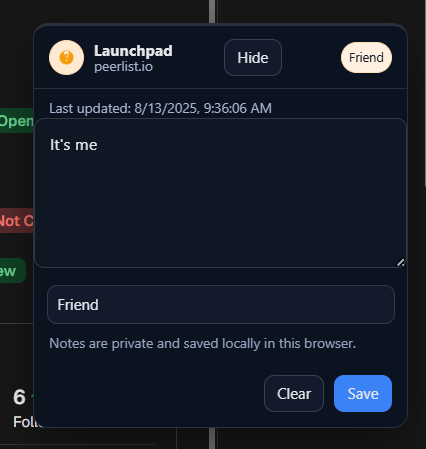 Launchpad
peerlist.io
Hide
Friend
Last updated: 8/13/2025, 9:36:06 AM
Open
It's me
Not C
ew
Friend
Notes are private and saved locally in this browser.
Clear
Save
6
Foll